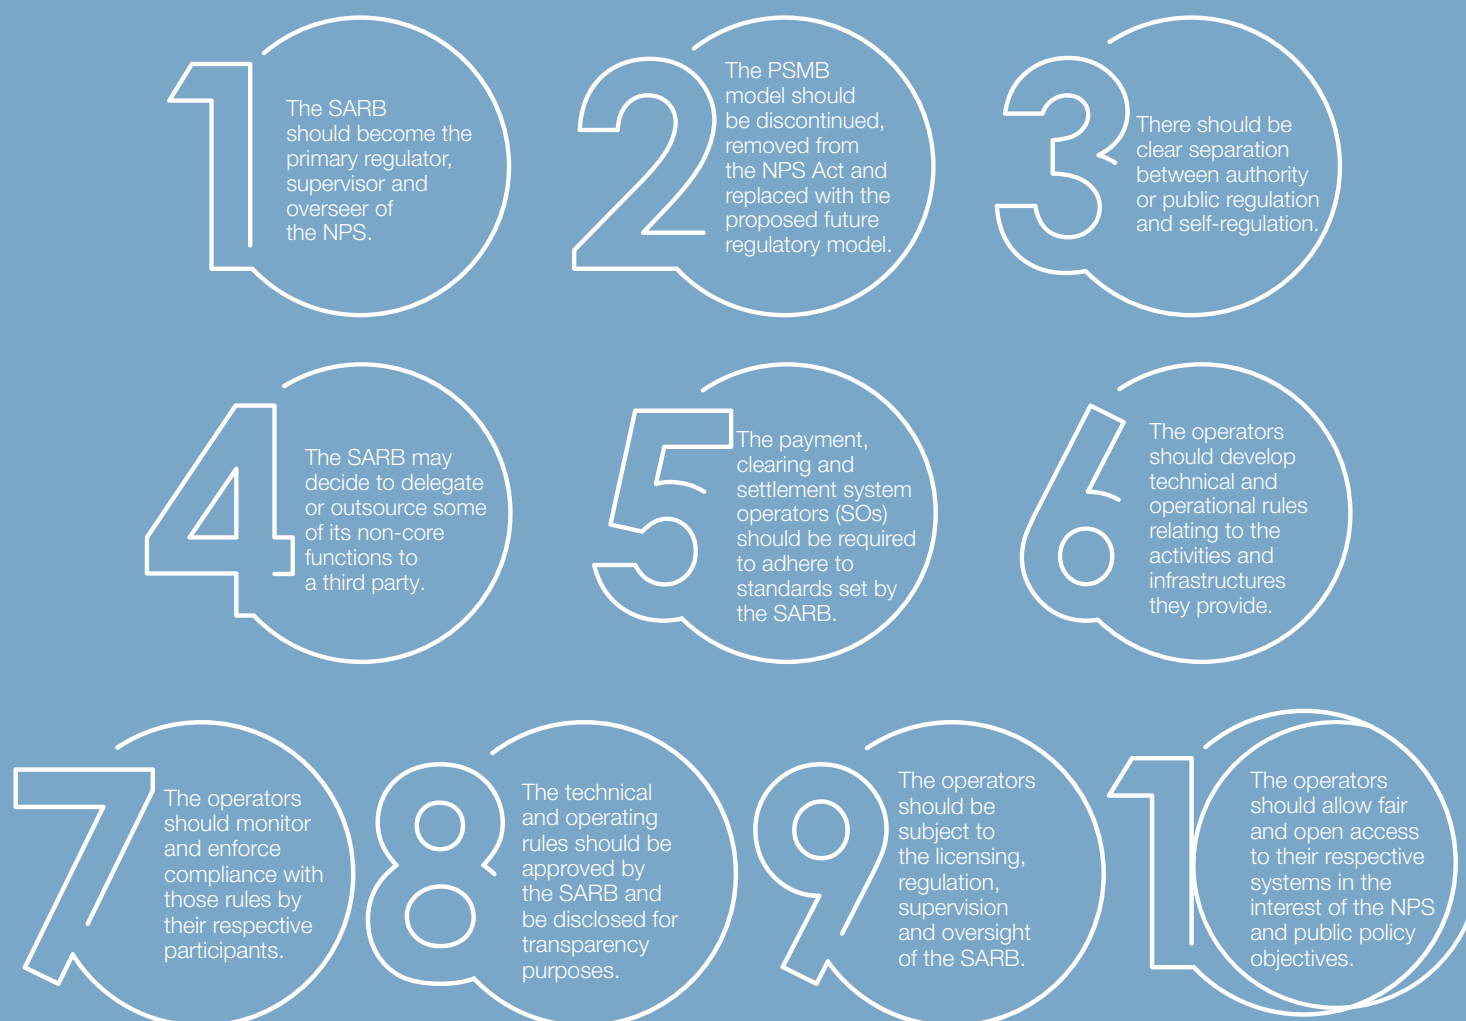 1
The SARB
should become the
primary regulator,
supervisor and
overseer of
the NPS.
2
The PSMB
model should
be discontinued,
removed from
the NPS Act and
replaced with the
proposed future
regulatory model.
3
There should be
clear separation
between authority
or public regulation
and self-regulation.
4
The SARB may
decide to delegate
or outsource some
of its non-core
functions to
a third party.
5
The payment,
clearing and
settlement system
operators (SOs)
should be required
to adhere to
standards set by
the SARB.
6
The operators
should develop
technical and
operational rules
relating to the
activities and
infrastructures
they provide.
7
The operators
should monitor
and enforce
compliance with
those rules by
their respective
participants.
8
The technical
and operating
rules should be
approved by
the SARB and
be disclosed for
transparency
purposes.
9
The operators
should be
subject to
the licensing,
regulation,
supervision
and oversight
of the SARB.
10
The operators
should allow fair
and open access
to their respective
systems in the
interest of the NPS
and public policy
objectives.